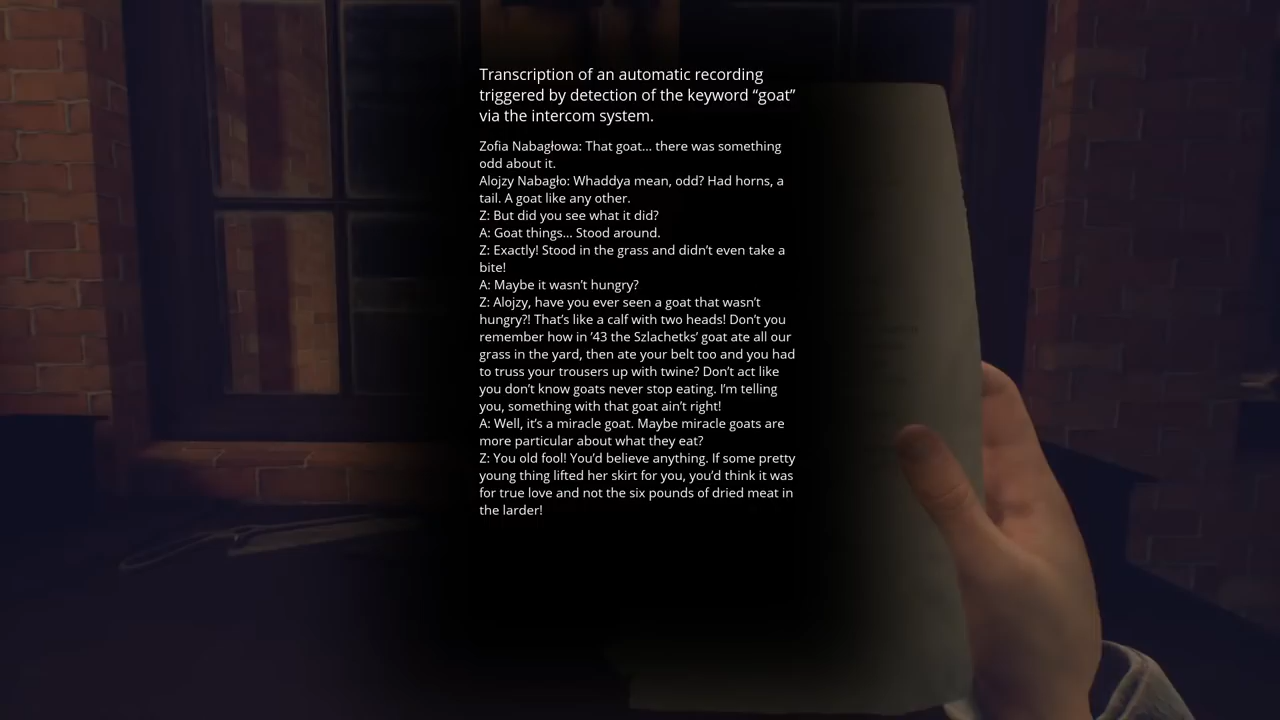 Transcription of an automatic recording
triggered by detection of the keyword “goat”
via the intercom system.
Zofia Nabagłowa: That goat... there was something
odd about it.
Alojzy Nabagło: Whaddya mean, odd? Had horns, a
tail. A goat like any other.
Z: But did you see what it did?
A: Goat things... Stood around.
Z: Exactly! Stood in the grass and didn’t even take a
bite!
A: Maybe it wasn’t hungry?
Z: Alojzy, have you ever seen a goat that wasn’t
hungry?! That’s like a calf with two heads! Don’t you
remember how in ’43 the Szlachetks’ goat ate all our
grass in the yard, then ate your belt too and you had
to truss your trousers up with twine? Don’t act like
you don’t know goats never stop eating. I’m telling
you, something with that goat ain’t right!
A: Well, it’s a miracle goat. Maybe miracle goats are
more particular about what they eat?
Z: You old fool! You’d believe anything. If some pretty
young thing lifted her skirt for you, you’d think it was
for true love and not the six pounds of dried meat in
the larder!